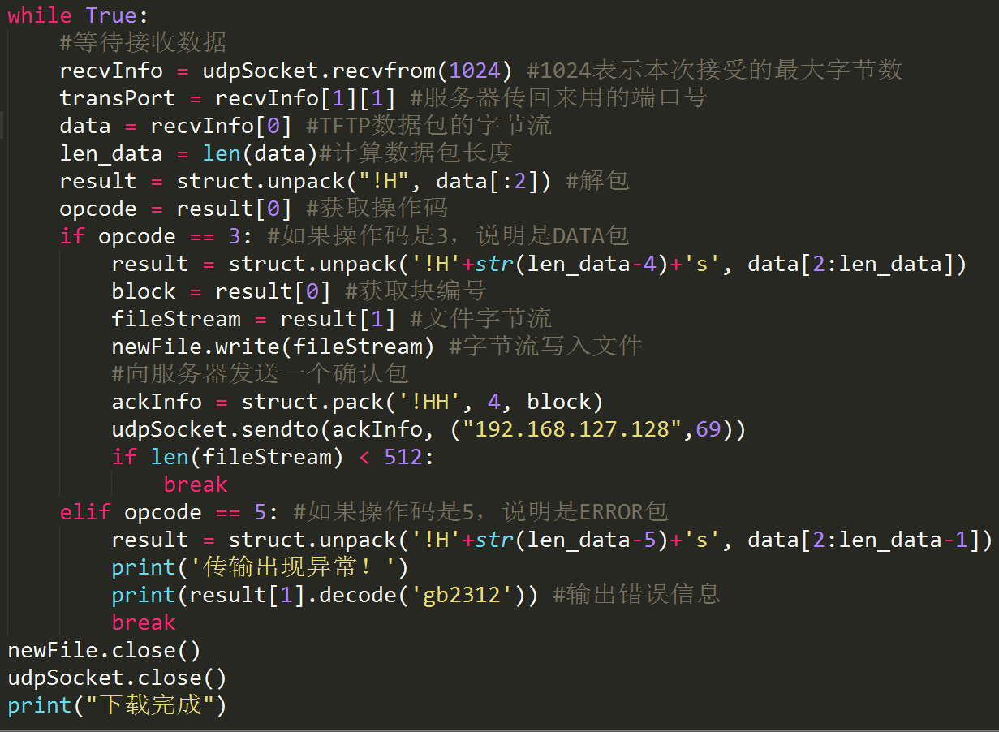 while True:
    #等待接收数据
    recvInfo = udpSocket.recvfrom(1024) #1024表示本次接受的最大字节数
    transPort = recvInfo[1][1] #服务器传回来用的端口号
    data = recvInfo[0] #TFTP数据包的字节流
    len_data = len(data)#计算数据包长度
    result = struct.unpack("!H", data[:2]) #解包
    opcode = result[0] #获取操作码
    if opcode == 3: #如果操作码是3，说明是DATA包
        result = struct.unpack('!H'+str(len_data-4)+'s', data[2:len_data])
        block = result[0] #获取块编号
        fileStream = result[1] #文件字节流
        newFile.write(fileStream) #字节流写入文件
        #向服务器发送一个确认包
        ackInfo = struct.pack('!HH', 4, block)
        udpSocket.sendto(ackInfo, ("192.168.127.128",69))
        if len(fileStream) < 512:
            break
    elif opcode == 5: #如果操作码是5，说明是ERROR包
        result = struct.unpack('!H'+str(len_data-5)+'s', data[2:len_data-1])
        print('传输出现异常！')
        print(result[1].decode('gb2312')) #输出错误信息
        break
newFile.close()
udpSocket.close()
print("下载完成")